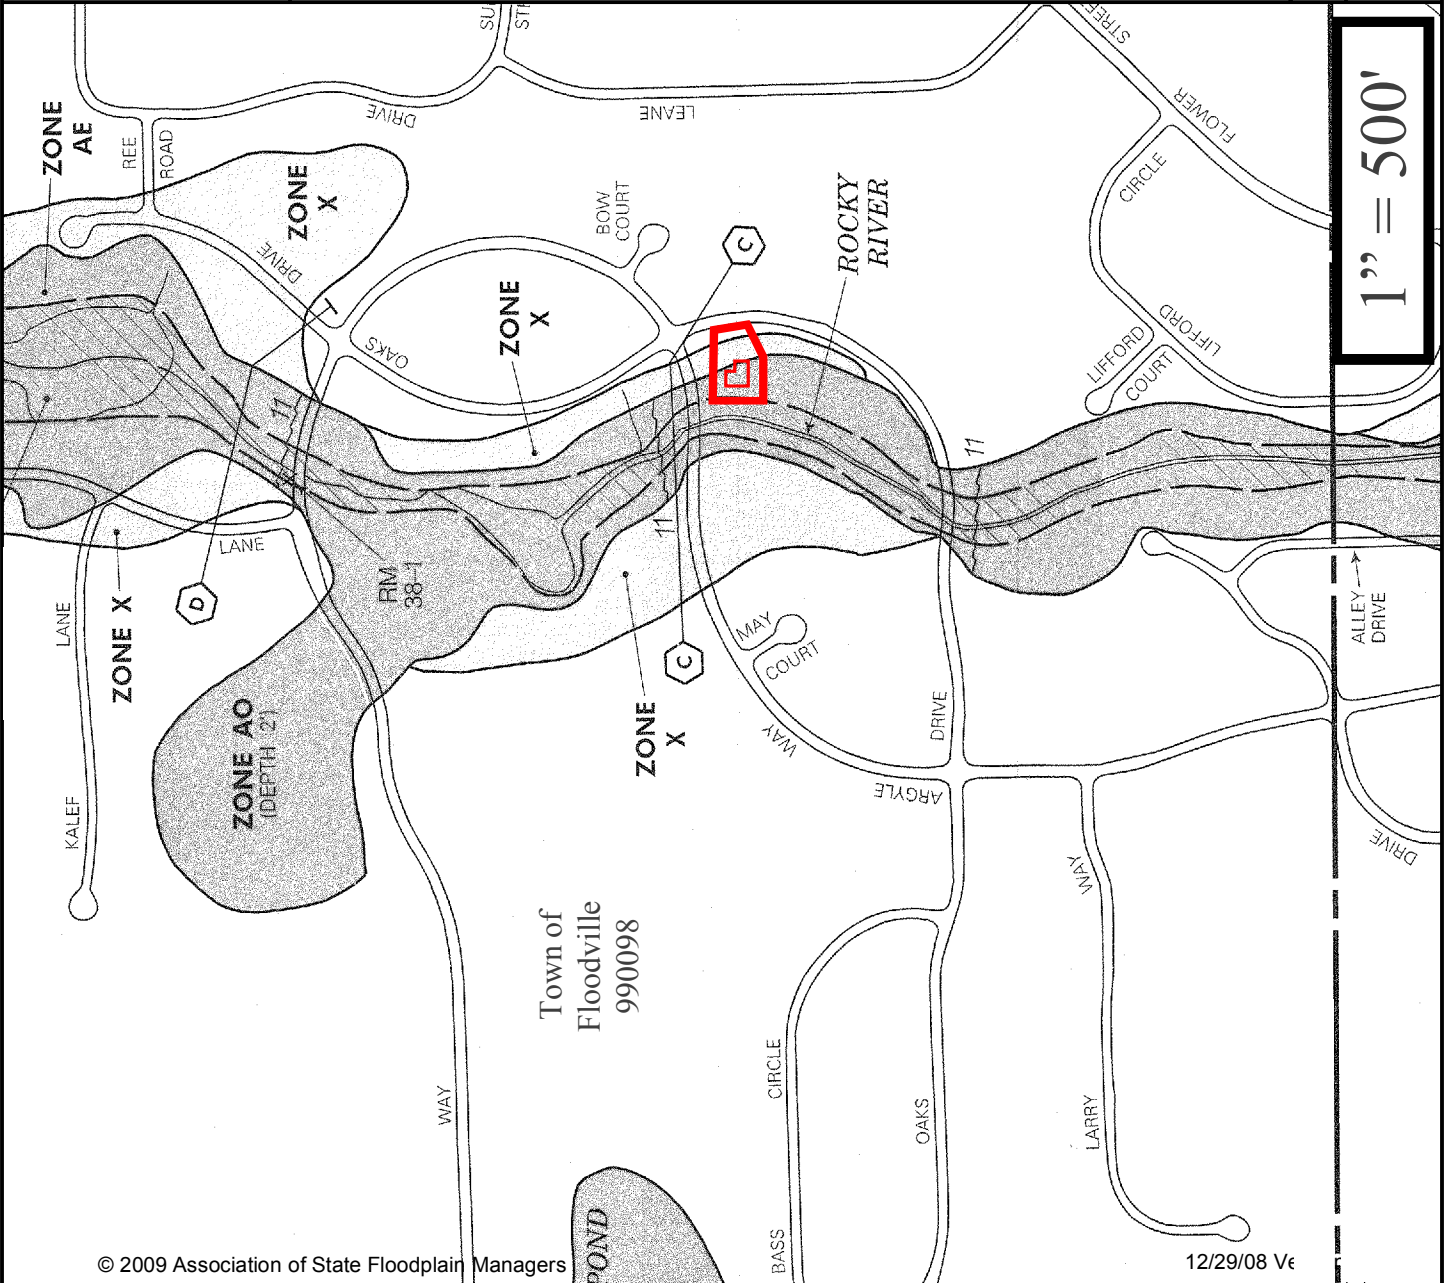 SU
ST
STREET
FLOWER
1” = 500'
ZONE
AE
REE
ROAD
DRIVE
LEANE
CIRCLE
ZONE
X
BOW
COURT
C
ROCKY
RIVER
DRIVE
OAKS
ZONE
X
LIFFORD
LIFFORD
COURT
11
11
11
LANE
RM
38-1
D
LANE
ZONE X
MAY
COURT
C
ALLEY
DRIVE
ZONE
X
WAY
DRIVE
ARGYLE
ZONE AO
(DEPTH 2')
KALEF
WAY
DRIVE
Town of
Floodville
990098
WAY
CIRCLE
OAKS
LARRY
BASS
POND
© 2009 Association of State Floodplain Managers
12/29/08 Ve